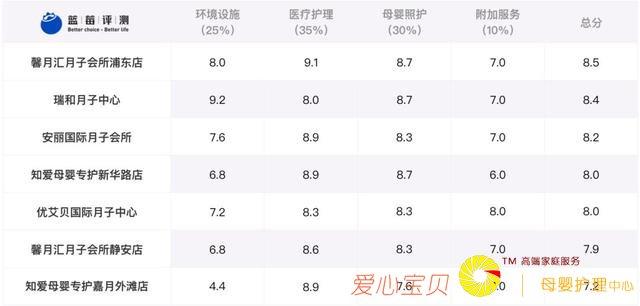 蓝|莓|评|测
Better choice · Better life
环境设施 医疗护理 母婴照护 附加服务 总分
(25%) (35%) (30%) (10%)
馨月汇月子会所浦东店 8.0 9.1 8.7 7.0 8.5
瑞和月子中心 9.2 8.0 8.7 7.0 8.4
安丽国际月子会所 7.6 8.9 8.3 7.0 8.2
知爱母婴专护新华路店 6.8 8.9 8.7 6.0 8.0
优艾贝国际月子中心 7.2 8.3 8.3 8.0 8.0
馨月汇月子会所静安店 6.8 8.6 8.3 7.0 7.9
知爱母婴专护嘉月外滩店 4.4 8.9 7.6 7.2
爱心宝贝 TM 高端家庭服务 母婴护理中心